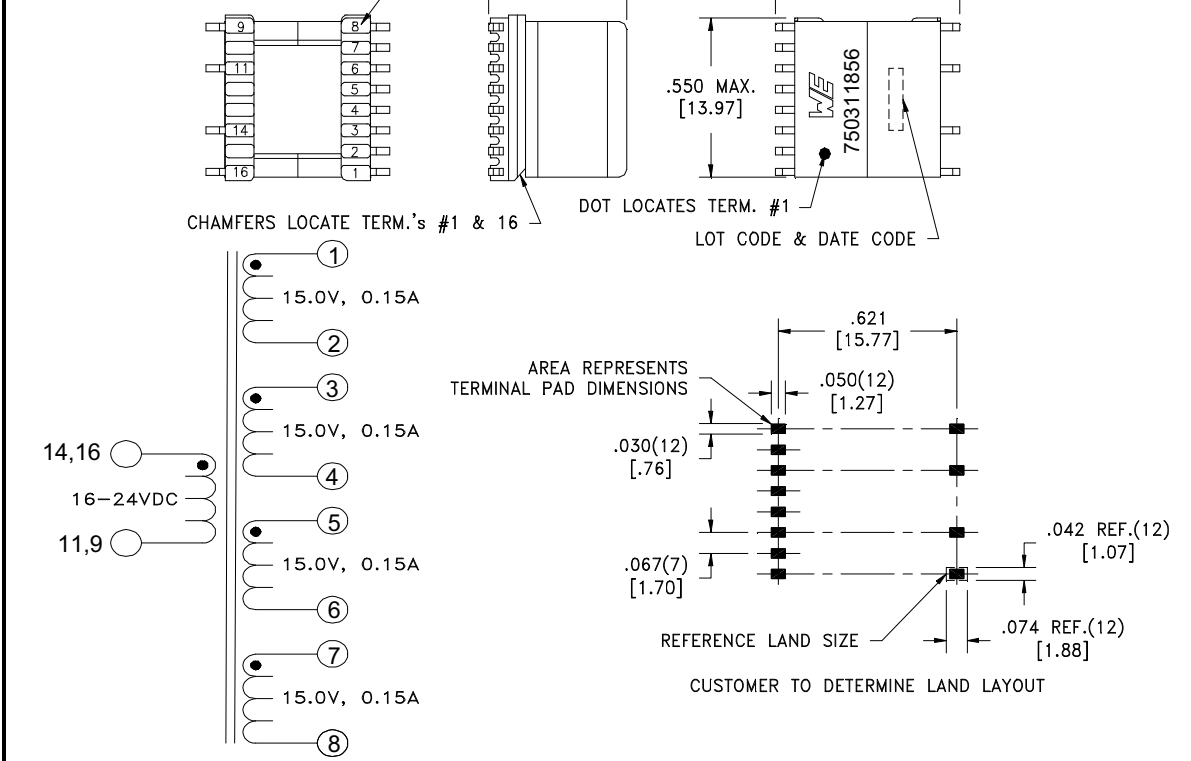 9
11
14
16
8
7
6
5
4
3
2
1
CHAMFERS LOCATE TERM.'s #1 & 16
.550 MAX.
[13.97]
WE
750311856
DOT LOCATES TERM. #1
LOT CODE & DATE CODE
14,16
16-24VDC
11,9
1
15.0V, 0.15A
2
3
15.0V, 0.15A
4
5
15.0V, 0.15A
6
7
15.0V, 0.15A
8
.621
[15.77]
AREA REPRESENTS
TERMINAL PAD DIMENSIONS
.050(12)
[1.27]
.030(12)
[.76]
.067(7)
[1.70]
.042 REF.(12)
[1.07]
REFERENCE LAND SIZE
.074 REF.(12)
[1.88]
CUSTOMER TO DETERMINE LAND LAYOUT